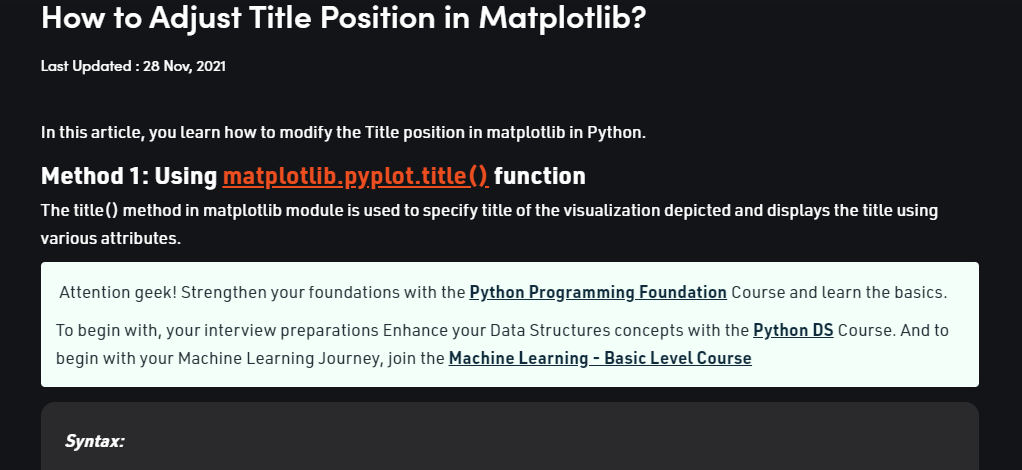 How to Adjust Title Position in Matplotlib?
Last Updated : 28 Nov, 2021
In this article, you learn how to modify the Title position in matplotlib in Python.
Method 1: Using matplotlib.pyplot.title() function
The title() method in matplotlib module is used to specify title of the visualization depicted and displays the title using
various attributes.
Attention geek! Strengthen your foundations with the Python Programming Foundation Course and learn the basics.
To begin with, your interview preparations Enhance your Data Structures concepts with the Python DS Course. And to
begin with your Machine Learning Journey, join the Machine Learning - Basic Level Course
Syntax: